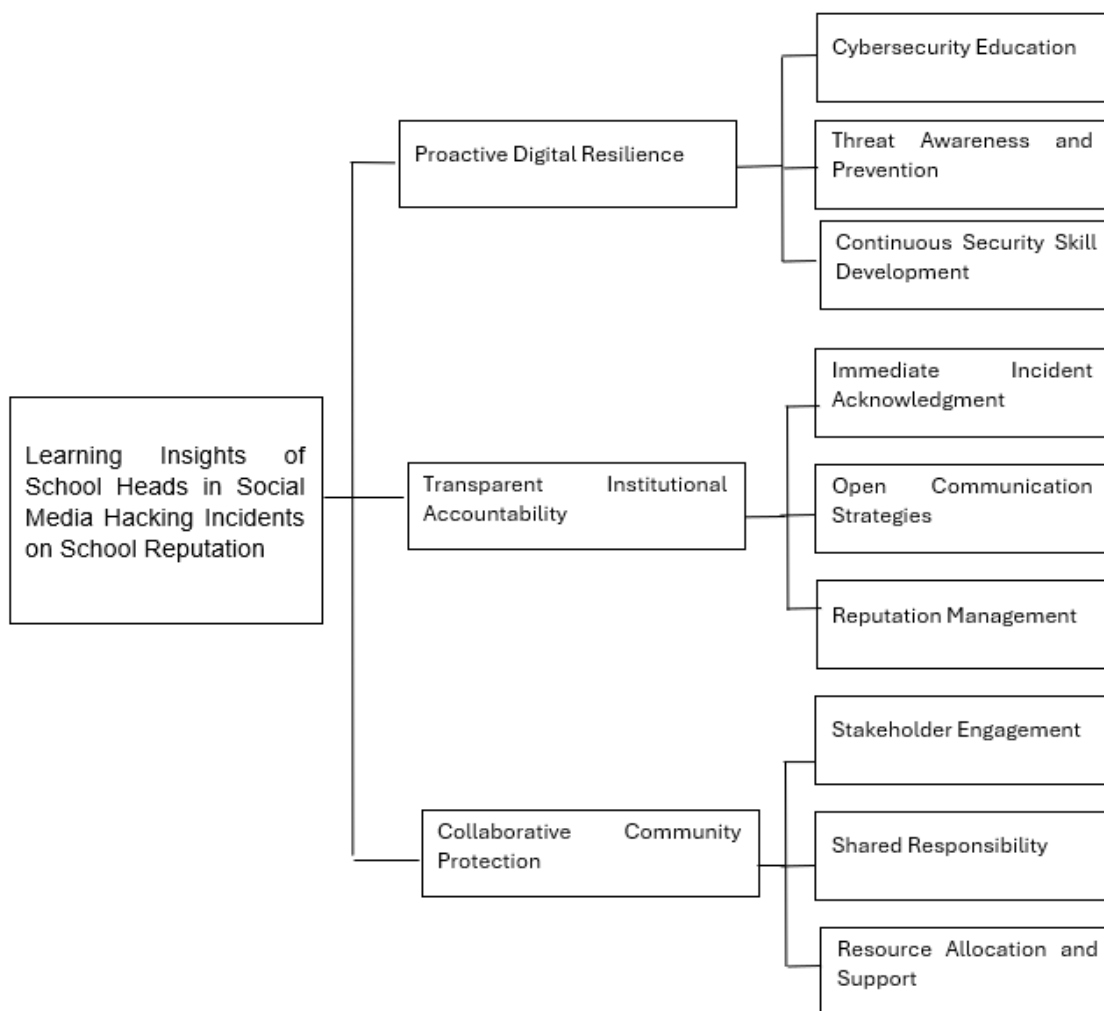 Learning Insights of
School Heads in Social
Media Hacking Incidents
on School Reputation
Proactive Digital Resilience
Cybersecurity Education
Threat Awareness and
Prevention
Continuous Security Skill
Development
Transparent Institutional
Accountability
Immediate Incident
Acknowledgment
Open Communication
Strategies
Reputation Management
Collaborative Community
Protection
Stakeholder Engagement
Shared Responsibility
Resource Allocation and
Support